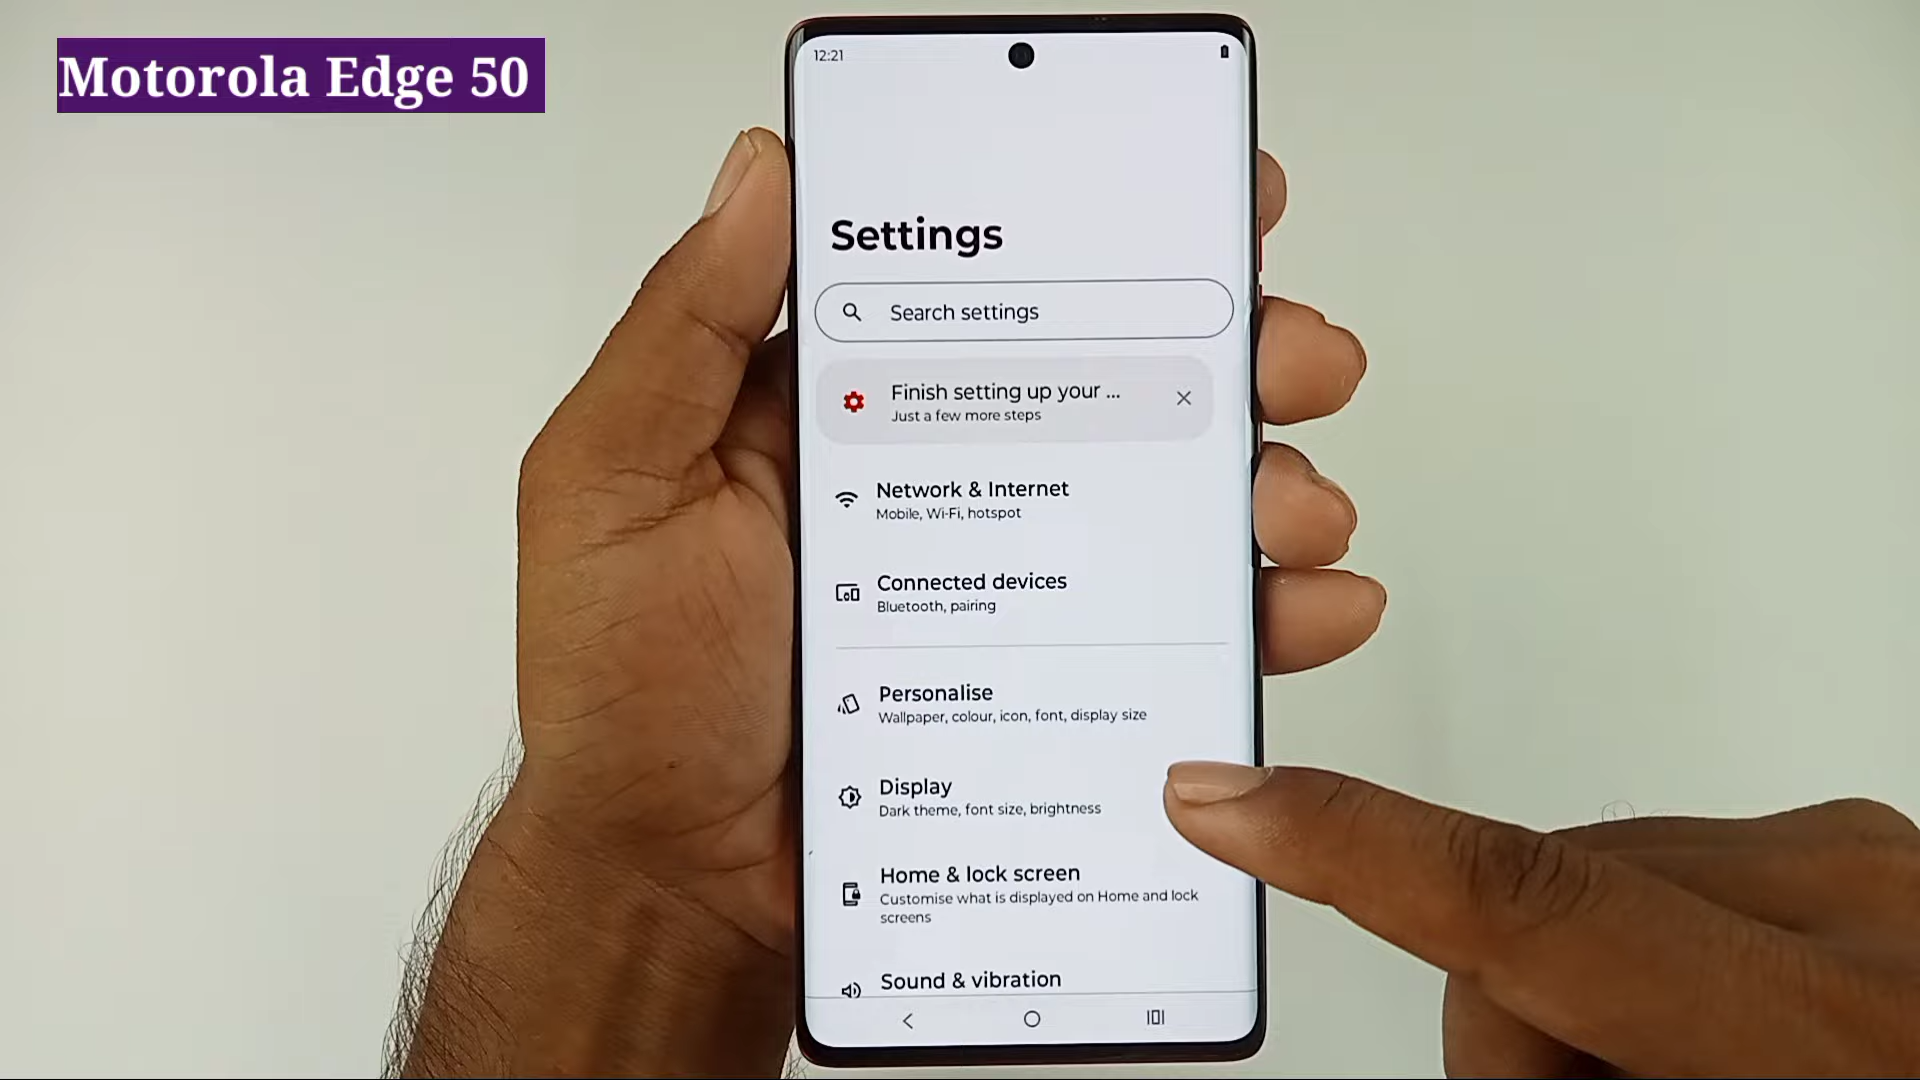 Motorola Edge 50
12:21
Settings
Search settings
Finish setting up your ...
Just a few more steps
Network & Internet
Mobile, Wi-Fi, hotspot
Connected devices
Bluetooth, pairing
Personalise
Wallpaper, colour, icon, font, display size
Display
Dark theme, font size, brightness
Home & lock screen
Customise what is displayed on Home and lock
screens
Sound & vibration